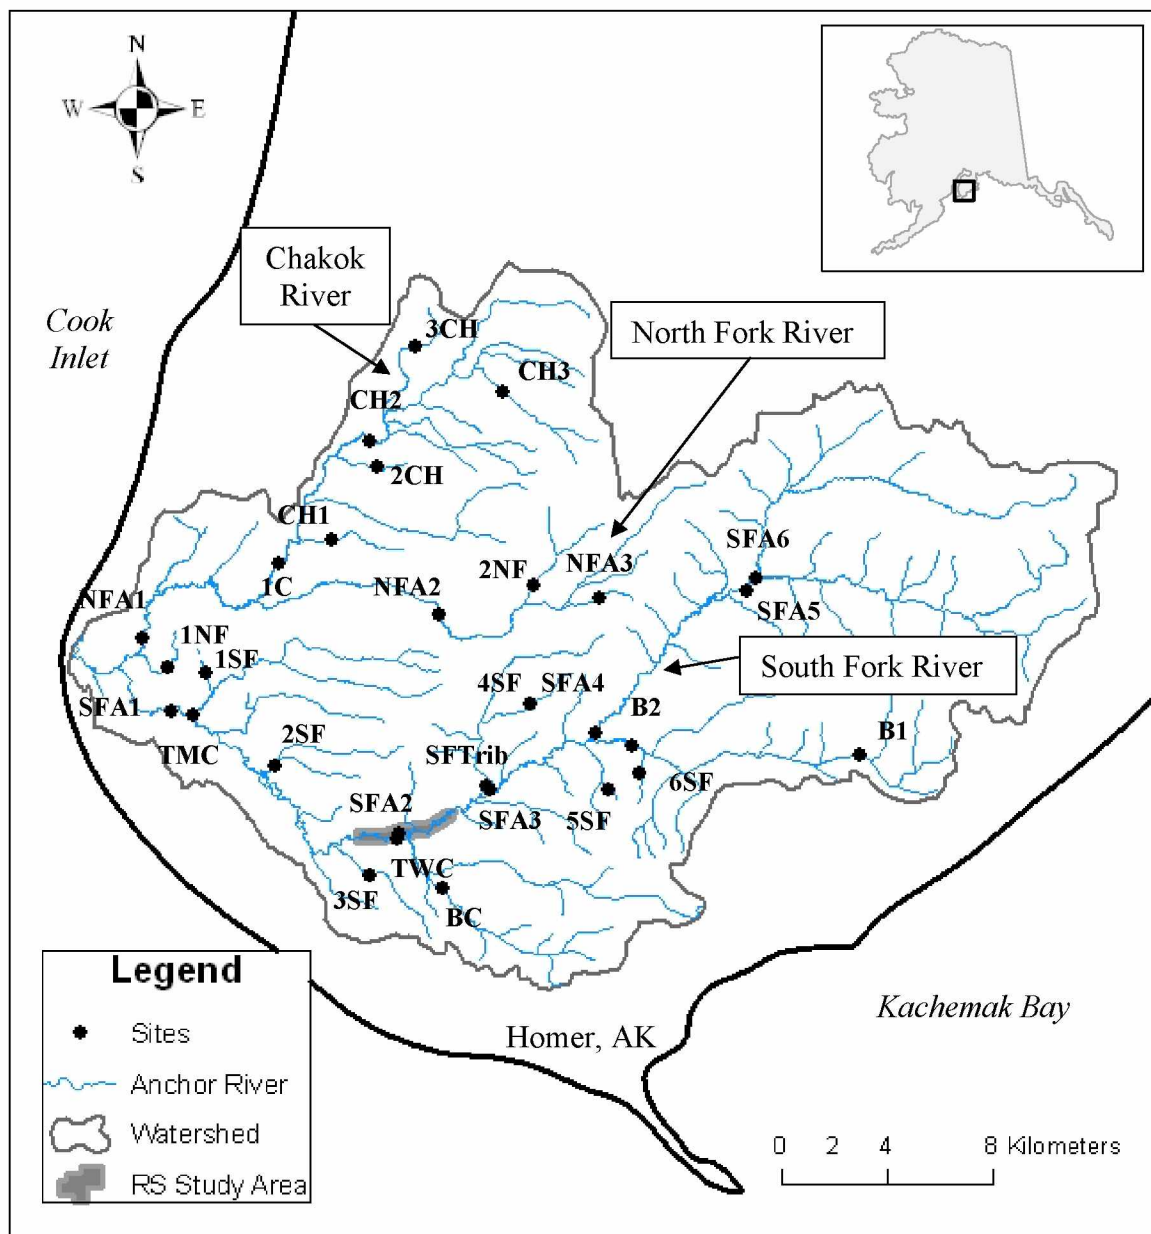 N
W E
S
Chakok
River
Cook
Inlet
3CH
North Fork River
CH3
CH2
2CH
CH1
SFA6
2NF
NFA3
1C
NFA2
NFA1
SFA5
1NF
1SF
South Fork River
4SF
SFA4
SFA1
B2
B1
TMC
2SF
SFTrib
6SF
SFA2
SFA3
5SF
TWC
3SF
BC
Legend
Sites
Anchor River
Watershed
RS Study Area
Kachemak Bay
Homer, AK
0 2 4 8 Kilometers